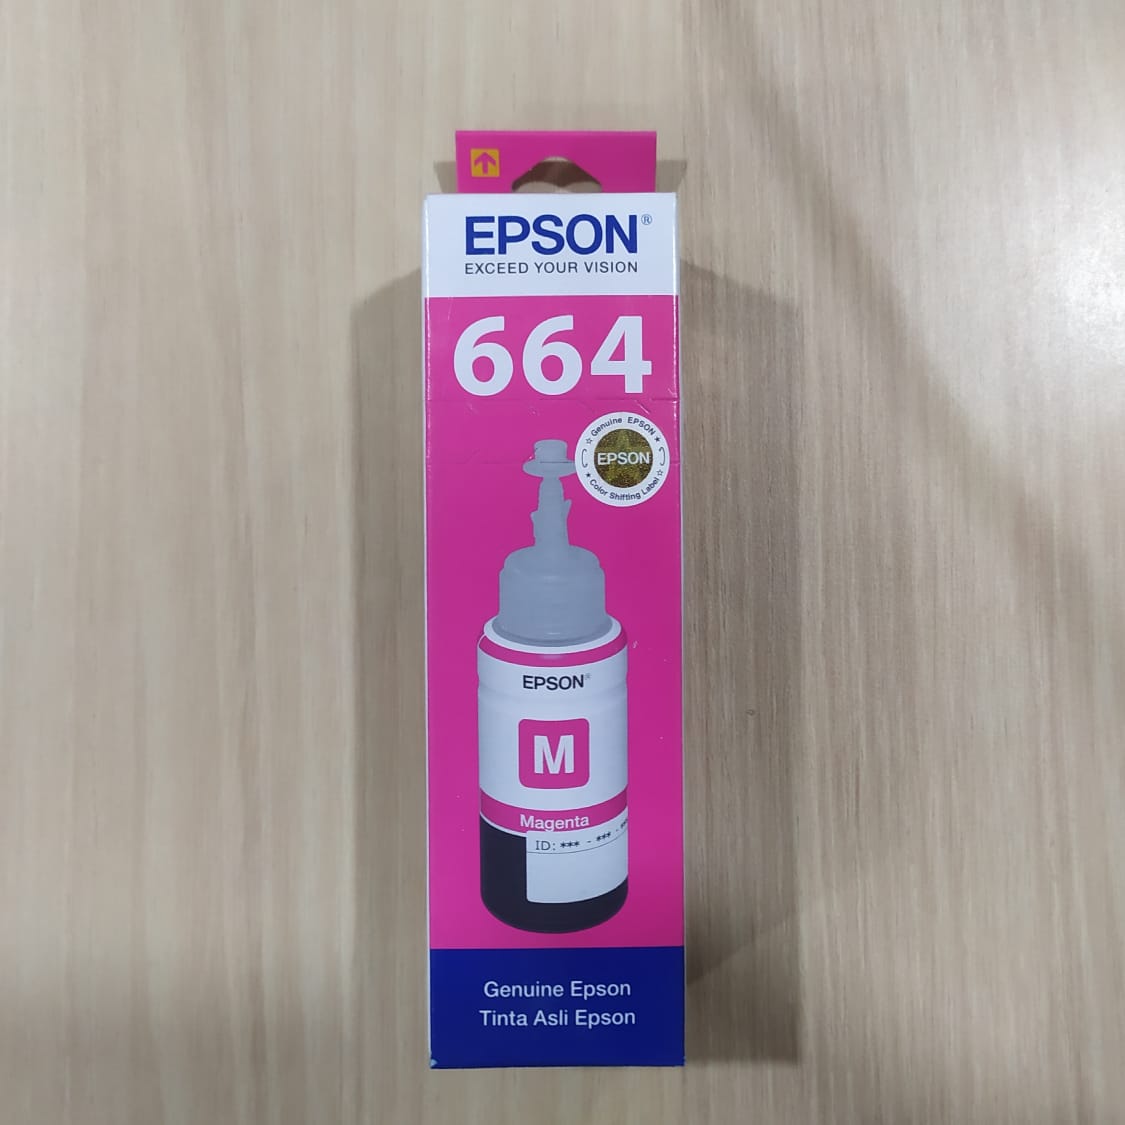 EPSON®
EXCEED YOUR VISION
664
Genuine EPSON
EPSON
Color Shifting Label
EPSON®
M
Magenta
ID: *** - *** - **
Genuine Epson
Tinta Asli Epson